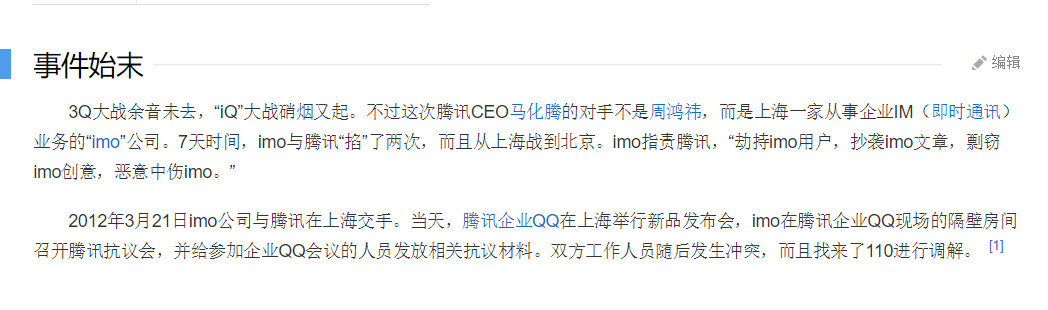 事件始末
编辑
3Q大战余音未去，“iQ”大战硝烟又起。不过这次腾讯CEO马化腾的对手不是周鸿祎，而是上海一家从事企业IM（即时通讯）
业务的“imo”公司。7天时间，imo与腾讯“掐”了两次，而且从上海战到北京。imo指责腾讯，“劫持imo用户，抄袭imo文章，剽窃
imo创意，恶意中伤imo。”
2012年3月21日imo公司与腾讯在上海交手。当天，腾讯企业QQ在上海举行新品发布会，imo在腾讯企业QQ现场的隔壁房间
召开腾讯抗议会，并给参加企业QQ会议的人员发放相关抗议材料。双方工作人员随后发生冲突，而且找来了110进行调解。 [1]